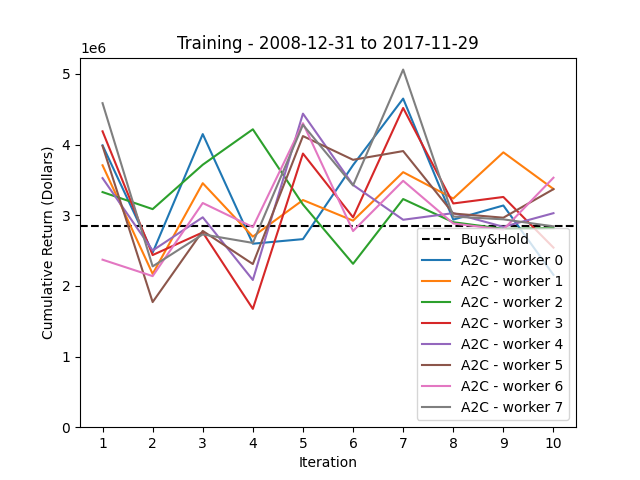 Training - 2008-12-31 to 2017-11-29
1e6
5
4
3
2
1
0
Cumulative Return (Dollars)
Buy&Hold
A2C - worker 0
A2C - worker 1
A2C - worker 2
A2C - worker 3
A2C - worker 4
A2C - worker 5
A2C - worker 6
A2C - worker 7
1 2 3 4 5 6 7 8 9 10
Iteration